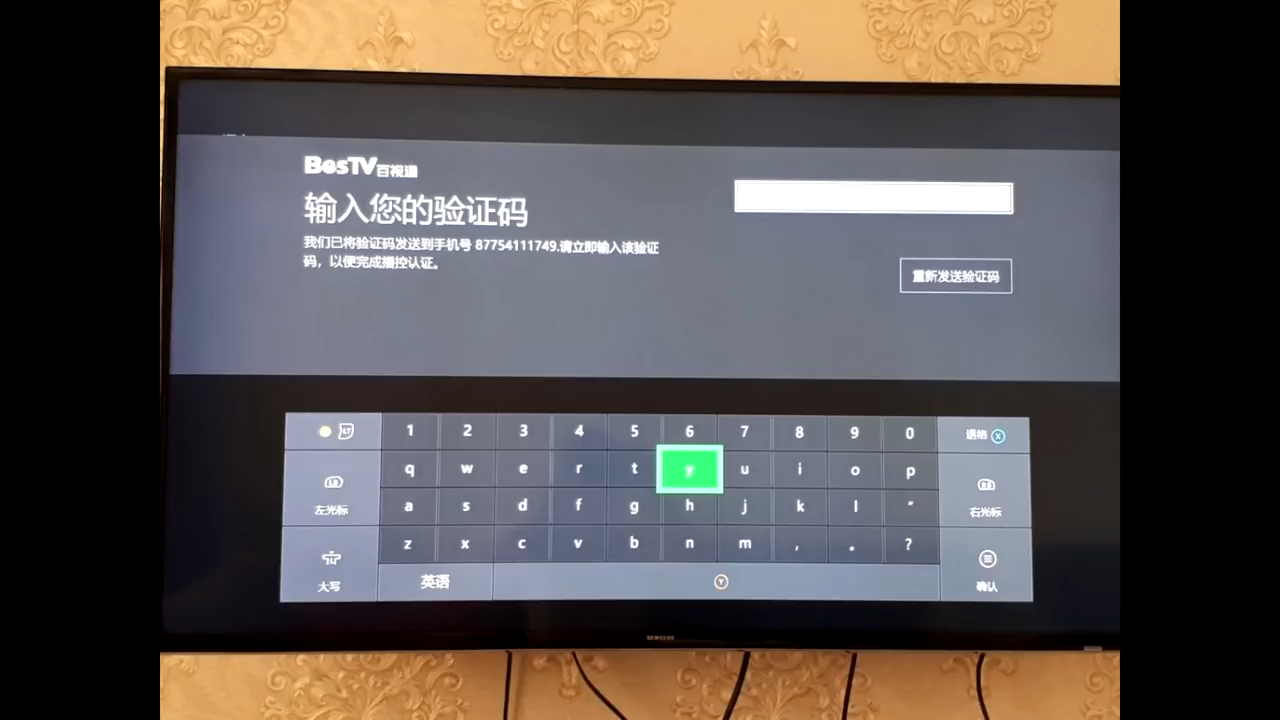 BesTV百视通
输入您的验证码
我们已将验证码发送到手机号 87754111749.请立即输入该验证
码，以便完成播控认证。
重新发送验证码
LT 1 2 3 4 5 6 7 8 9 0 退格 X
q w e r t y u i o p
LB 左光标 a s d f g h j k l " RB 右光标
z x c v b n m , . ?
大写 英语 Y 确认
SAMSUNG